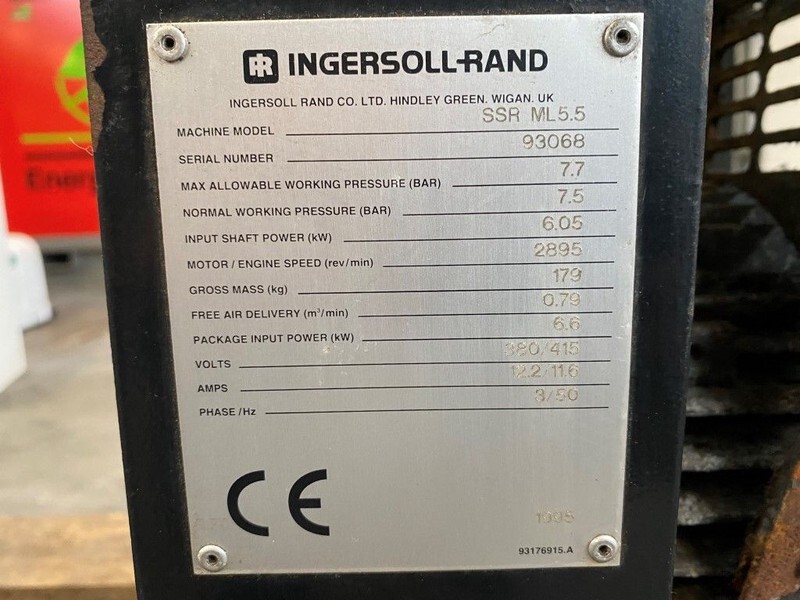 IR INGERSOLL-RAND
INGERSOLL RAND CO. LTD. HINDLEY GREEN. WIGAN. UK
MACHINE MODEL SSR ML5.5
SERIAL NUMBER 93068
MAX ALLOWABLE WORKING PRESSURE (BAR) 7.7
NORMAL WORKING PRESSURE (BAR) 7.5
INPUT SHAFT POWER (kW) 6.05
MOTOR / ENGINE SPEED (rev/min) 2895
GROSS MASS (kg) 179
FREE AIR DELIVERY (m³/min) 0.79
PACKAGE INPUT POWER (kW) 6.6
VOLTS 380/415
AMPS 12.2/11.6
PHASE/Hz 3/50
CE
1995
93176915.A
Energ